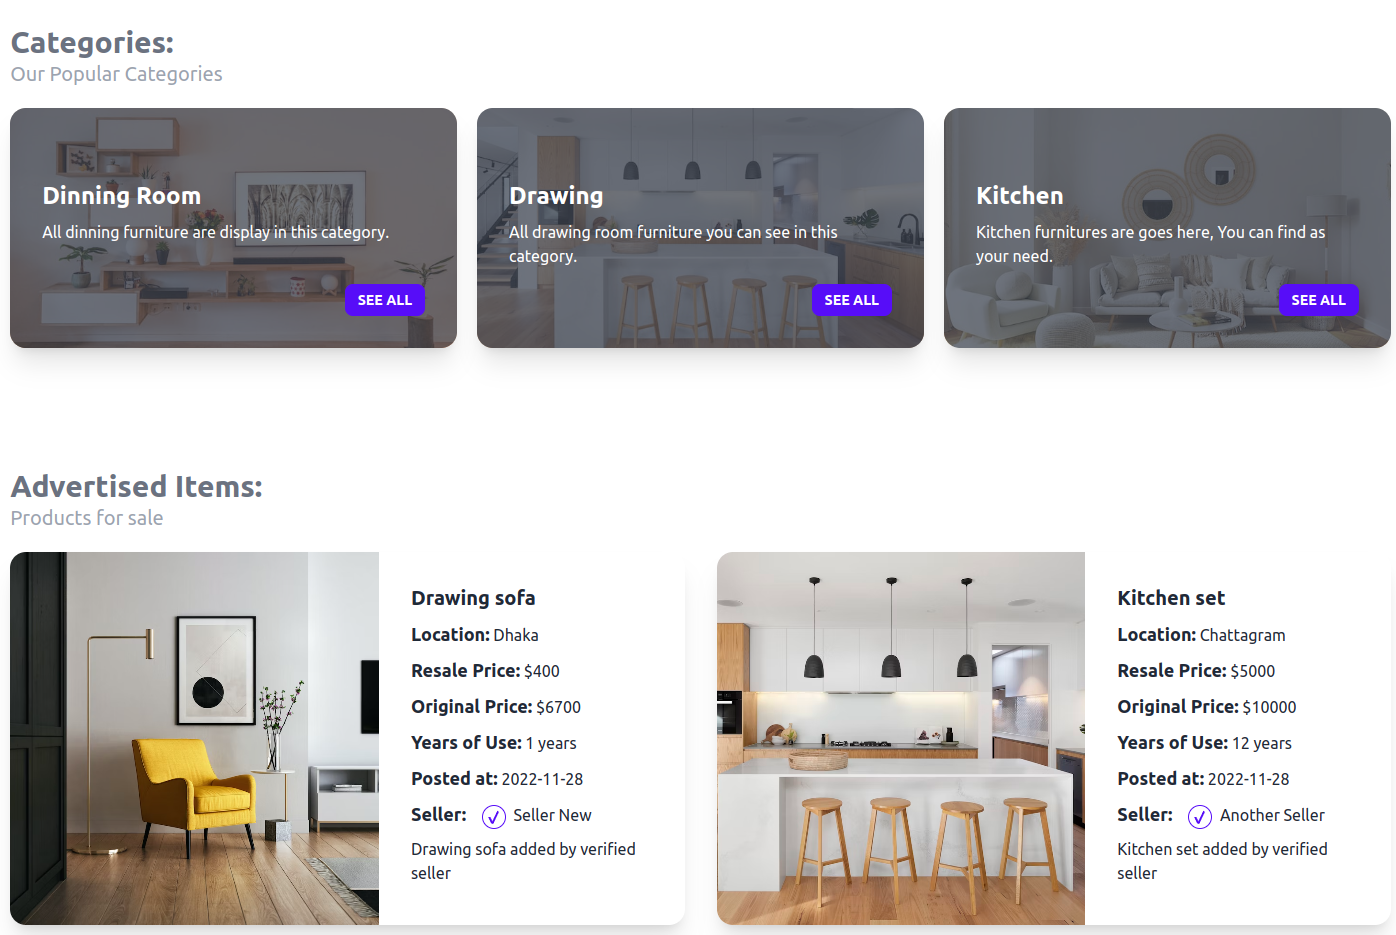 Categories:
Our Popular Categories
Dinning Room
All dinning furniture are display in this category.
SEE ALL
Drawing
All drawing room furniture you can see in this
category.
SEE ALL
Kitchen
Kitchen furnitures are goes here, You can find as
your need.
SEE ALL
Advertised Items:
Products for sale
Drawing sofa
Location: Dhaka
Resale Price: $400
Original Price: $6700
Years of Use: 1 years
Posted at: 2022-11-28
Seller: Seller New
Drawing sofa added by verified
seller
Kitchen set
Location: Chattagram
Resale Price: $5000
Original Price: $10000
Years of Use: 12 years
Posted at: 2022-11-28
Seller: Another Seller
Kitchen set added by verified
seller